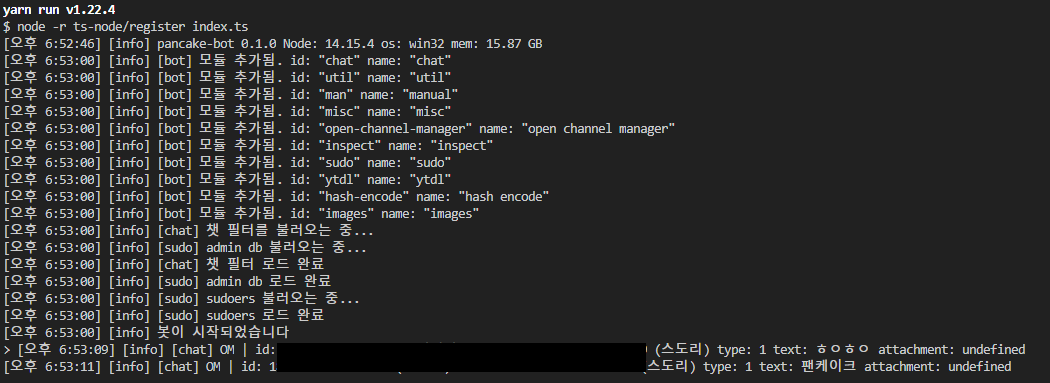 yarn run v1.22.4
$ node -r ts-node/register index.ts
[오후 6:52:46] [info] pancake-bot 0.1.0 Node: 14.15.4 os: win32 mem: 15.87 GB
[오후 6:53:00] [info] [bot] 모듈 추가됨. id: "chat" name: "chat"
[오후 6:53:00] [info] [bot] 모듈 추가됨. id: "util" name: "util"
[오후 6:53:00] [info] [bot] 모듈 추가됨. id: "man" name: "manual"
[오후 6:53:00] [info] [bot] 모듈 추가됨. id: "misc" name: "misc"
[오후 6:53:00] [info] [bot] 모듈 추가됨. id: "open-channel-manager" name: "open channel manager"
[오후 6:53:00] [info] [bot] 모듈 추가됨. id: "inspect" name: "inspect"
[오후 6:53:00] [info] [bot] 모듈 추가됨. id: "sudo" name: "sudo"
[오후 6:53:00] [info] [bot] 모듈 추가됨. id: "ytdl" name: "ytdl"
[오후 6:53:00] [info] [bot] 모듈 추가됨. id: "hash-encode" name: "hash encode"
[오후 6:53:00] [info] [bot] 모듈 추가됨. id: "images" name: "images"
[오후 6:53:00] [info] [chat] 챗 필터를 불러오는 중...
[오후 6:53:00] [info] [sudo] admin db 불러오는 중...
[오후 6:53:00] [info] [chat] 챗 필터 로드 완료
[오후 6:53:00] [info] [sudo] admin db 로드 완료
[오후 6:53:00] [info] [sudo] sudoers 불러오는 중...
[오후 6:53:00] [info] [sudo] sudoers 로드 완료
[오후 6:53:00] [info] 봇이 시작되었습니다
> [오후 6:53:09] [info] [chat] OM | id: (스도리) type: 1 text: ㅎㅇㅎㅇ attachment: undefined
[오후 6:53:11] [info] [chat] OM | id: 1 (스도리) type: 1 text: 팬케이크 attachment: undefined